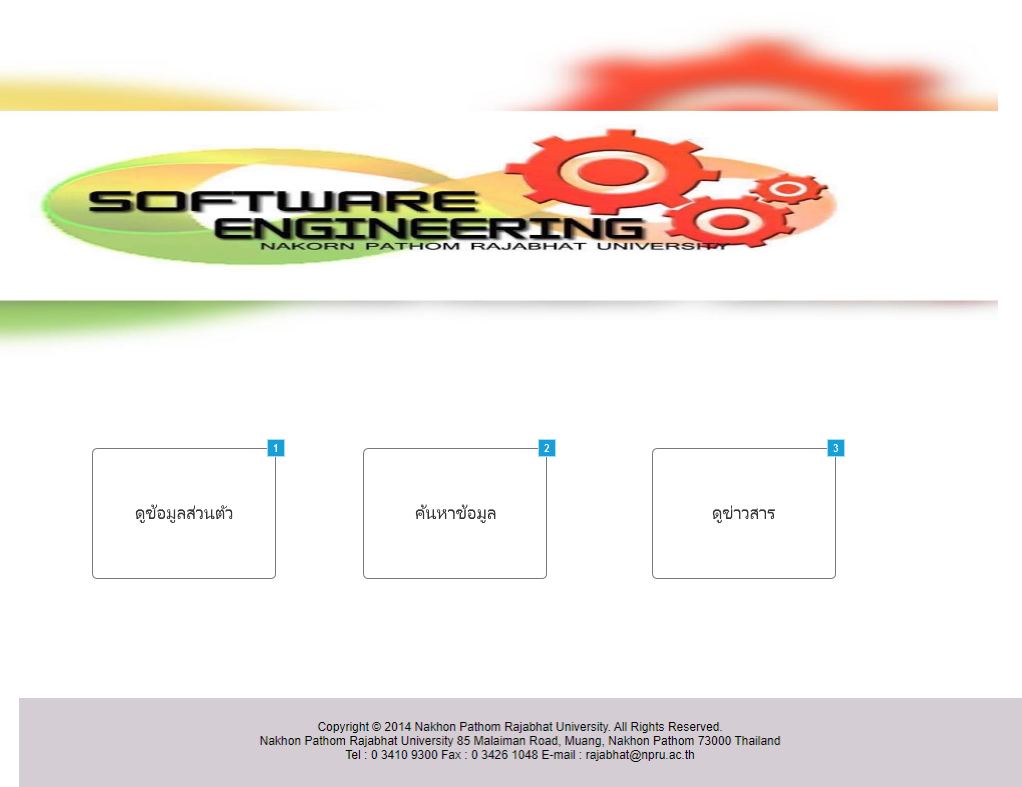 SOFTWARE
ENGINEERING
NAKORN PATHOM RAJABHAT UNIVERSITY
1
2
3
ดูข้อมูลส่วนตัว
ค้นหาข้อมูล
ดูข่าวสาร
Copyright © 2014 Nakhon Pathom Rajabhat University. All Rights Reserved.
Nakhon Pathom Rajabhat University 85 Malaiman Road, Muang, Nakhon Pathom 73000 Thailand
Tel : 0 3410 9300 Fax : 0 3426 1048 E-mail : rajabhat@npru.ac.th